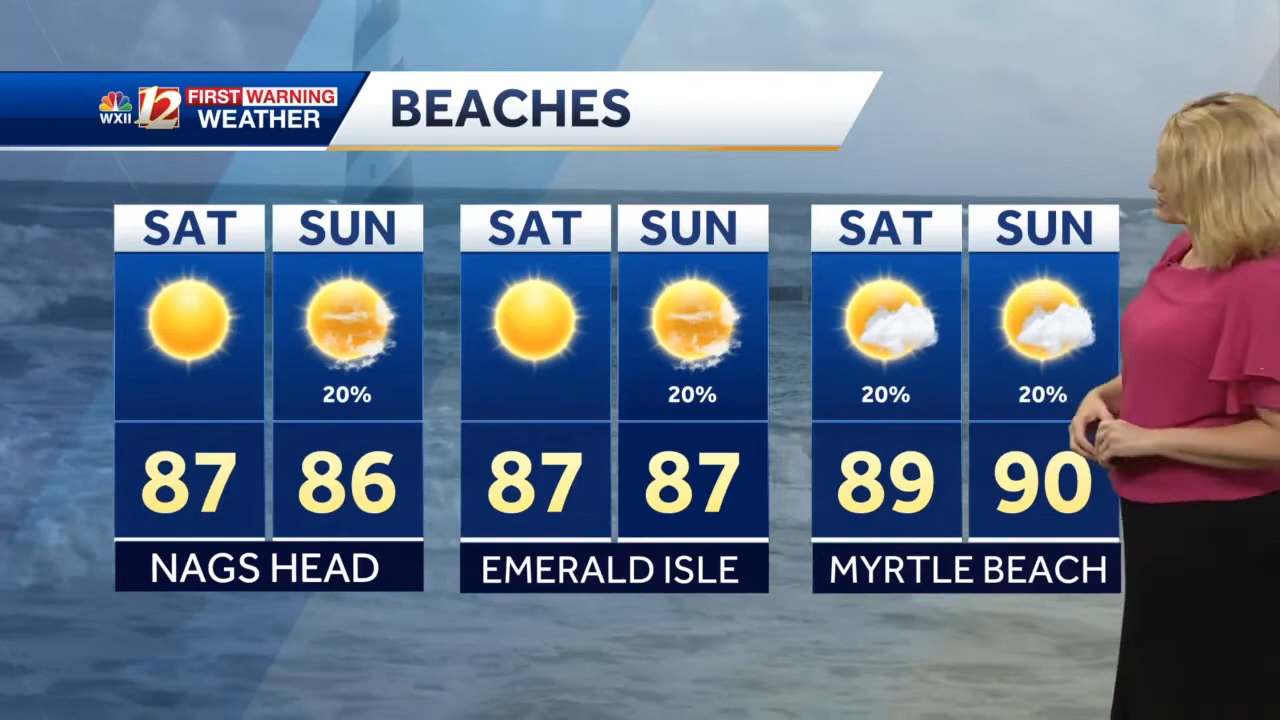 WXII 12 FIRST WARNING WEATHER
BEACHES
SAT SUN
20%
87 86
NAGS HEAD
SAT SUN
20%
87 87
EMERALD ISLE
SAT SUN
20% 20%
89 90
MYRTLE BEACH